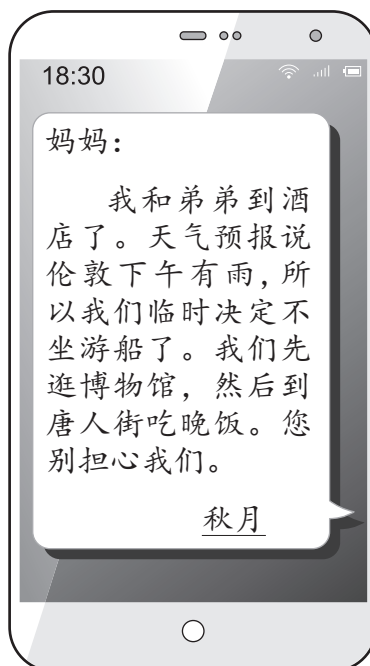 18:30
妈妈：
我和弟弟到酒
店了。天气预报说
伦敦下午有雨，所
以我们临时决定不
坐游船了。我们先
逛博物馆，然后到
唐人街吃晚饭。您
别担心我们。
秋月